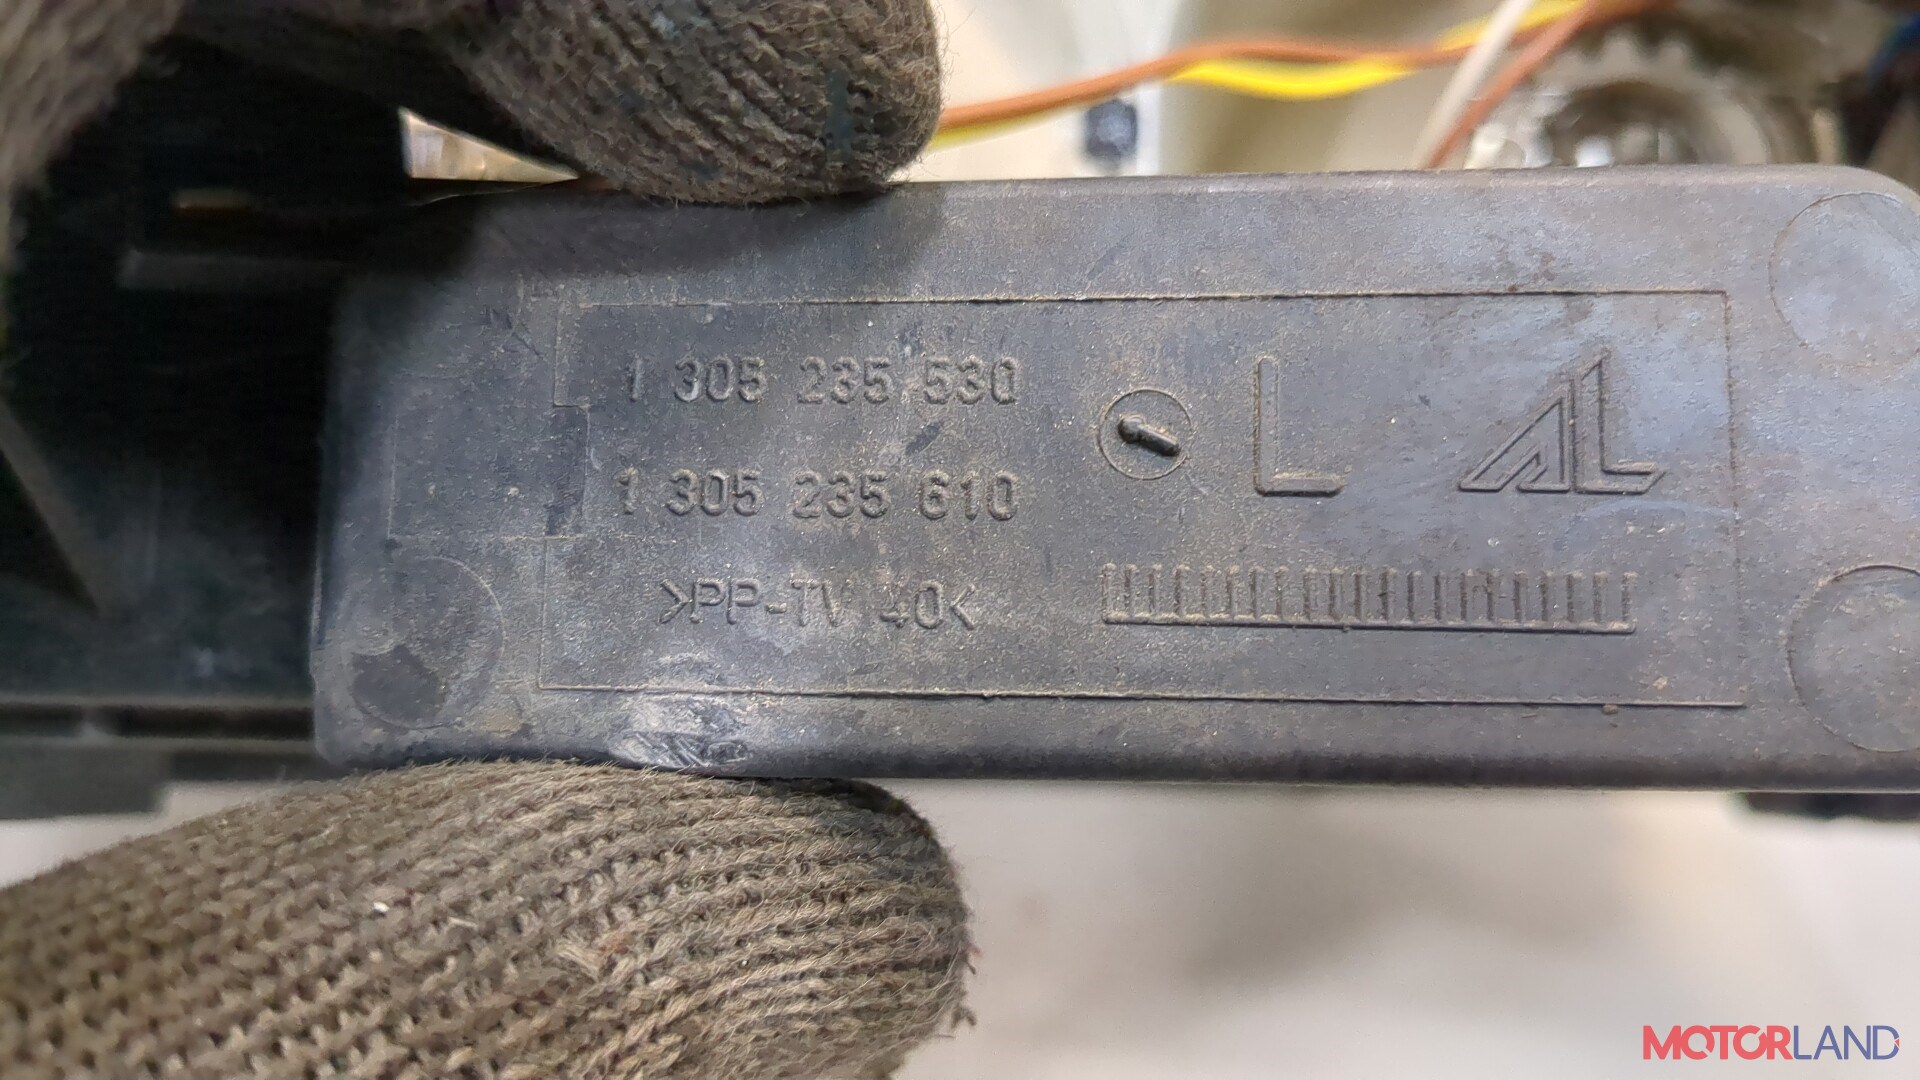 1 305 235 530
L AL
1 305 235 610
>PP-TV 40<
MOTORLAND